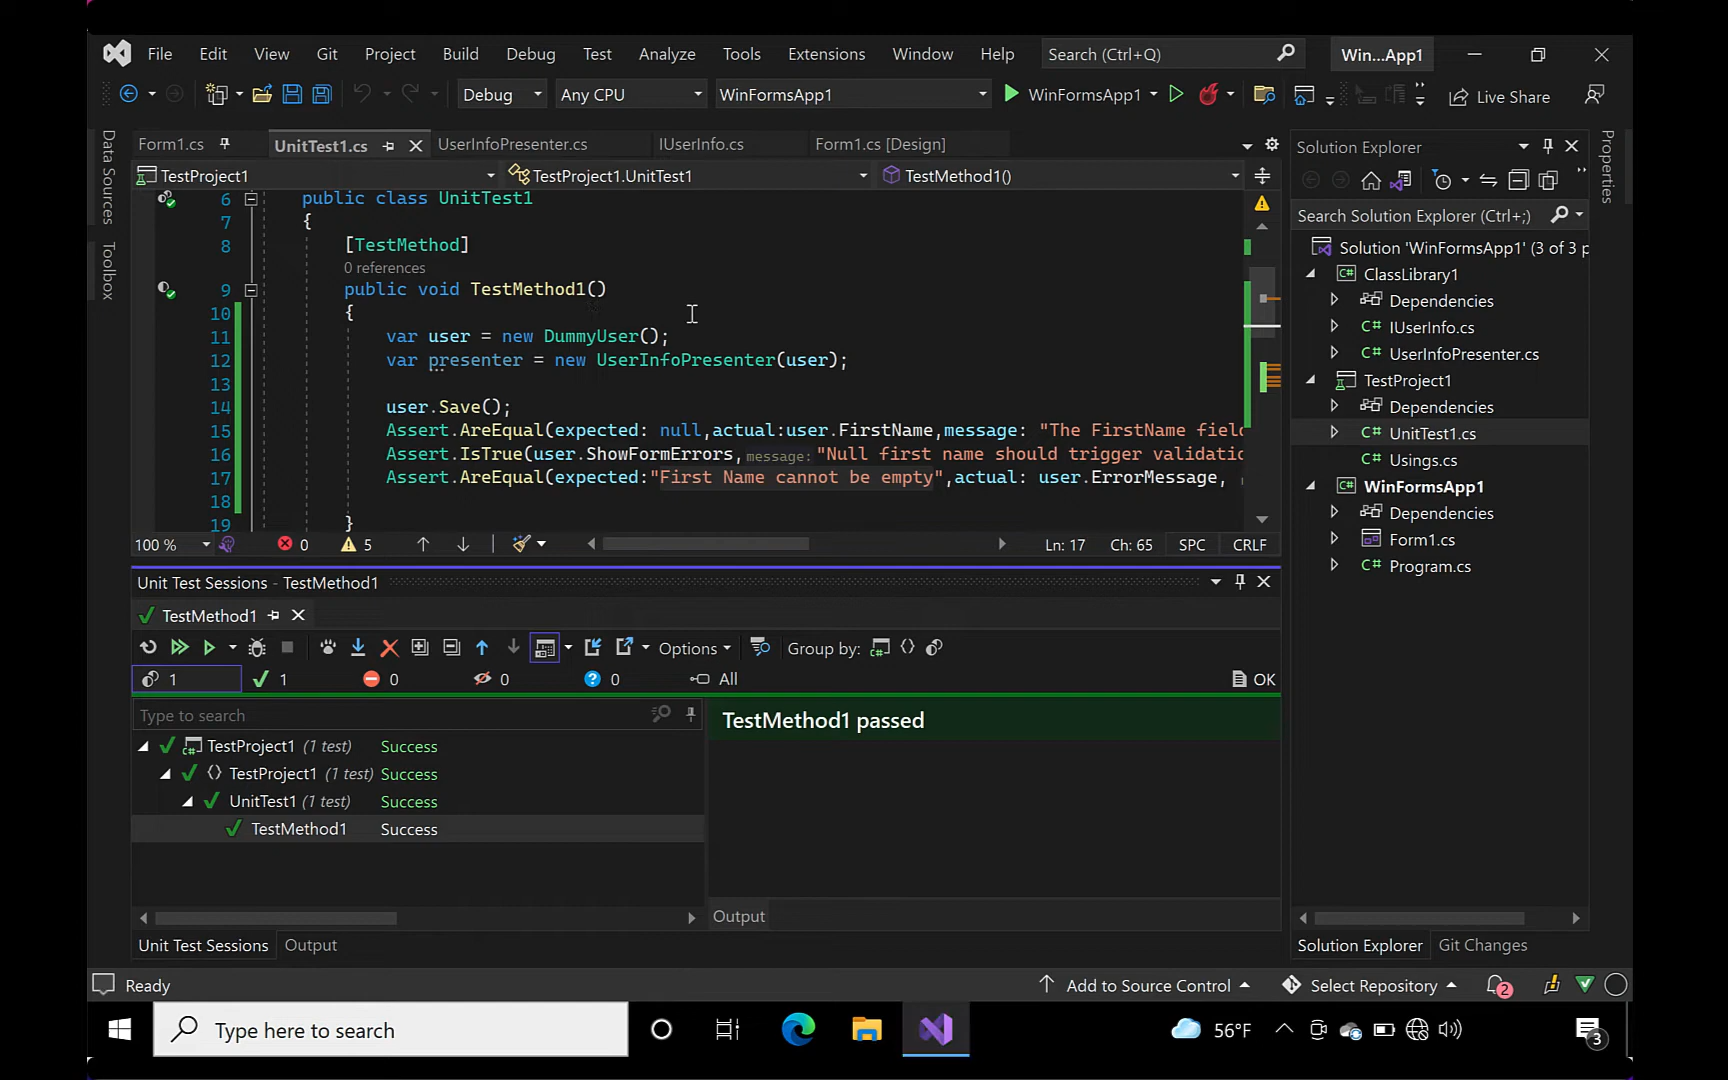 File Edit View Git Project Build Debug Test Analyze Tools Extensions Window Help Search (Ctrl+Q) Win...App1
Debug Any CPU WinFormsApp1 WinFormsApp1 Live Share
Data Sources
Toolbox
Form1.cs UnitTest1.cs UserInfoPresenter.cs IUserInfo.cs Form1.cs [Design]
TestProject1 TestProject1.UnitTest1 TestMethod1()
6 public class UnitTest1
7 {
8 [TestMethod]
0 references
9 public void TestMethod1()
10 {
11 var user = new DummyUser();
12 var presenter = new UserInfoPresenter(user);
13
14 user.Save();
15 Assert.AreEqual(expected: null,actual:user.FirstName,message: "The FirstName fiel
16 Assert.IsTrue(user.ShowFormErrors,message:"Null first name should trigger validatio
17 Assert.AreEqual(expected:"First Name cannot be empty",actual: user.ErrorMessage,
18
19 }
100 % 0 5 Ln: 17 Ch: 65 SPC CRLF
Unit Test Sessions - TestMethod1
TestMethod1
Options Group by:
1 1 0 0 0 All OK
Type to search
TestProject1 (1 test) Success
TestProject1 (1 test) Success
UnitTest1 (1 test) Success
TestMethod1 Success
TestMethod1 passed
Output
Unit Test Sessions Output
Solution Explorer
Search Solution Explorer (Ctrl+;)
Solution 'WinFormsApp1' (3 of 3 p
C# ClassLibrary1
Dependencies
C# IUserInfo.cs
C# UserInfoPresenter.cs
TestProject1
Dependencies
C# UnitTest1.cs
C# Usings.cs
C# WinFormsApp1
Dependencies
Form1.cs
C# Program.cs
Solution Explorer Git Changes
Properties
Ready Add to Source Control Select Repository 2
Type here to search 56°F 3